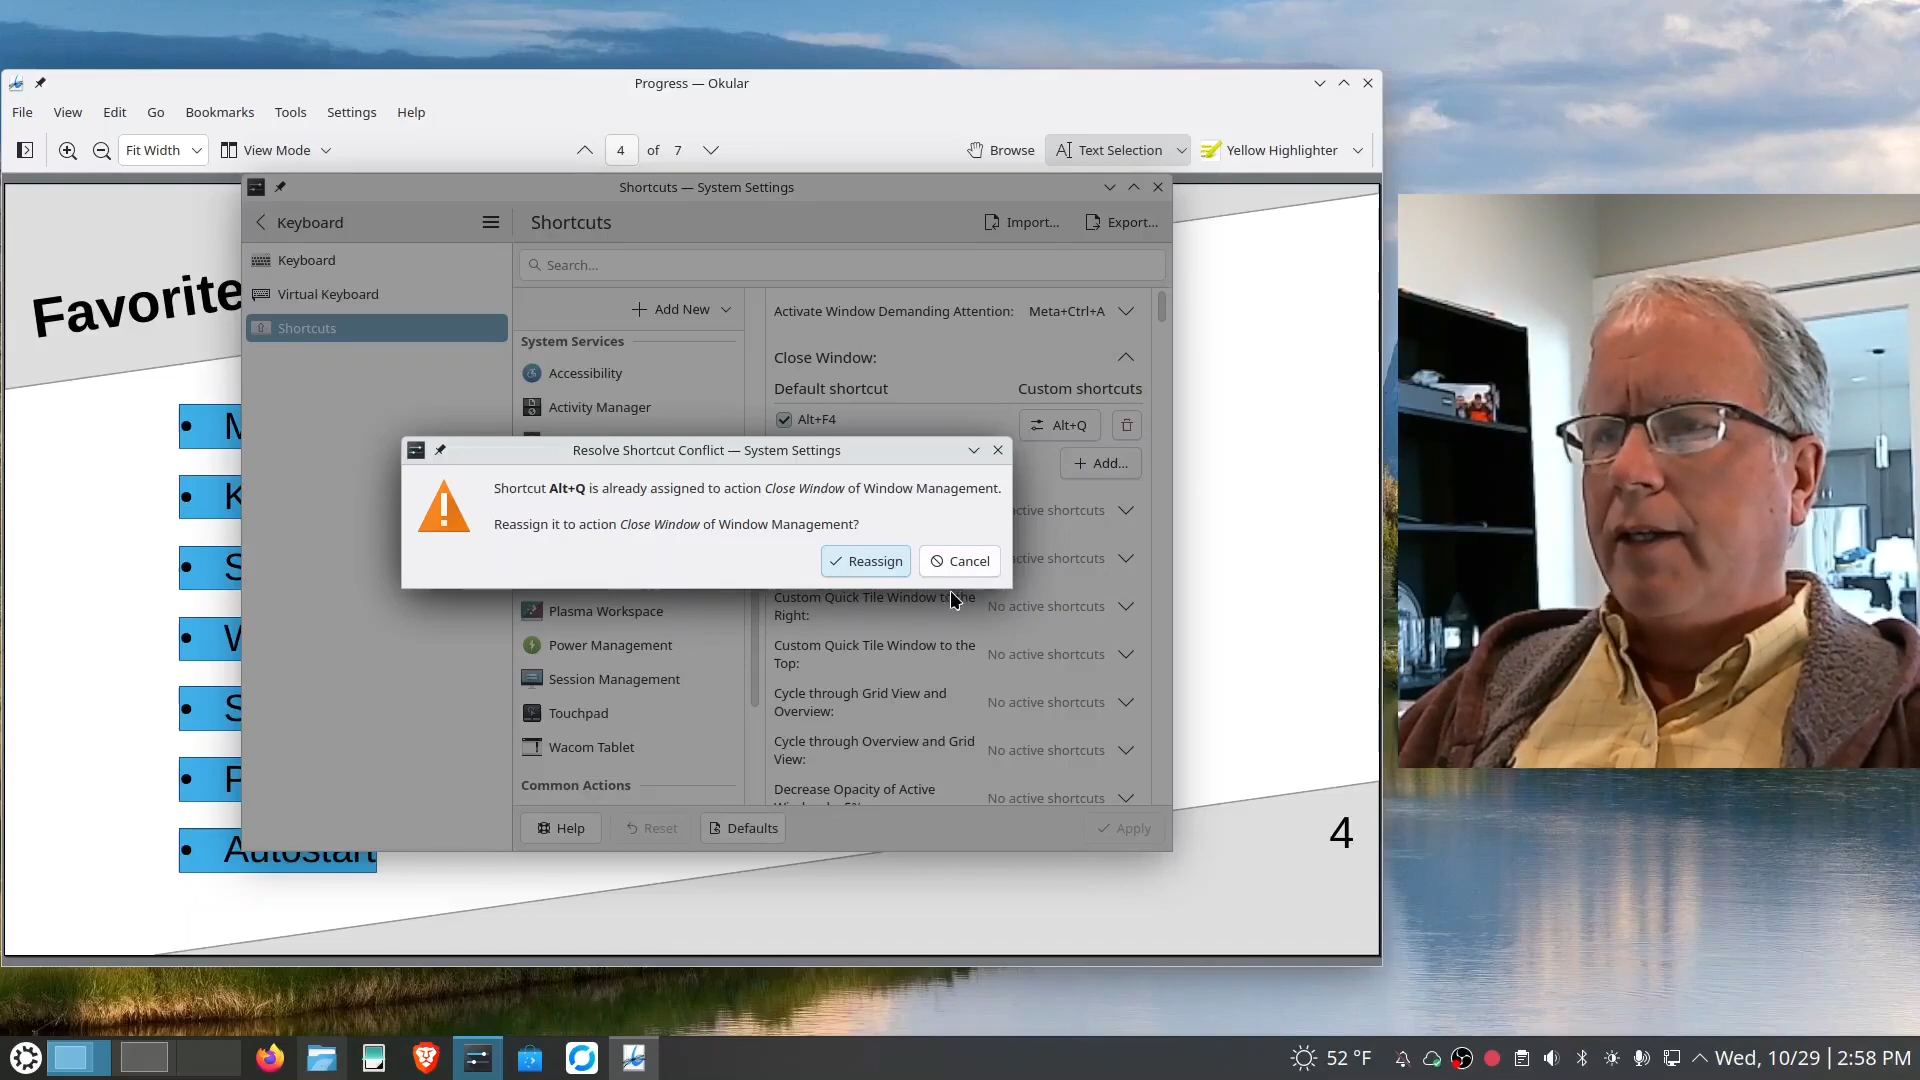 Progress — Okular
File View Edit Go Bookmarks Tools Settings Help
Fit Width View Mode 4 of 7 Browse Text Selection Yellow Highlighter
Shortcuts — System Settings
Keyboard
Shortcuts
Import...
Export...
Keyboard
Virtual Keyboard
Shortcuts
Search...
Add New
System Services
Accessibility
Activity Manager
Plasma Workspace
Power Management
Session Management
Touchpad
Wacom Tablet
Common Actions
Activate Window Demanding Attention: Meta+Ctrl+A
Close Window:
Default shortcut Custom shortcuts
Alt+F4 Alt+Q
Add...
ctive shortcuts
ctive shortcuts
Custom Quick Tile Window to the
Right: No active shortcuts
Custom Quick Tile Window to the
Top: No active shortcuts
Cycle through Grid View and
Overview: No active shortcuts
Cycle through Overview and Grid
View: No active shortcuts
Decrease Opacity of Active
No active shortcuts
Help Reset Defaults Apply
Resolve Shortcut Conflict — System Settings
Shortcut Alt+Q is already assigned to action Close Window of Window Management.
Reassign it to action Close Window of Window Management?
Reassign Cancel
Favorite
• M
• K
• S
• W
• S
• P
• Autostart
4
52 °F Wed, 10/29 2:58 PM